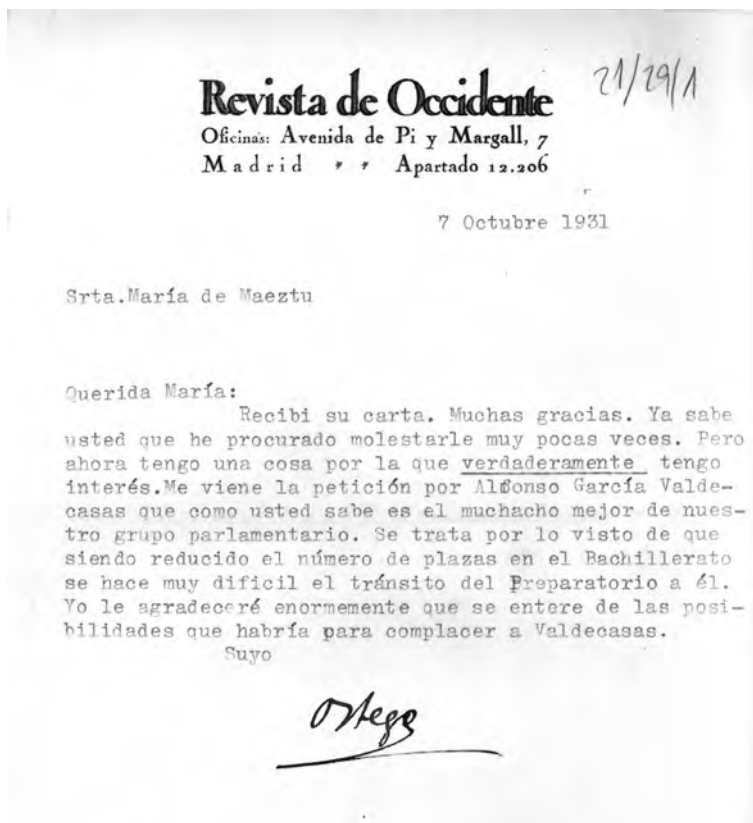 21/29/1
Revista de Occidente
Oficinas: Avenida de Pi y Margall, 7
Madrid Apartado 12.206
7 Octubre 1931
Srta.María de Maeztu
Querida María:
Recibi su carta. Muchas gracias. Ya sabe
usted que he procurado molestarle muy pocas veces. Pero
ahora tengo una cosa por la que verdaderamente tengo
interés.Me viene la petición por Alfonso García Valde-
casas que como usted sabe es el muchacho mejor de nues-
tro grupo parlamentario. Se trata por lo visto de que
siendo reducido el número de plazas en el Bachillerato
se hace muy dificil el tránsito del Preparatorio a él.
Yo le agradeceré enormemente que se entere de las posi-
bilidades que habría para complacer a Valdecasas.
Suyo
Ortega